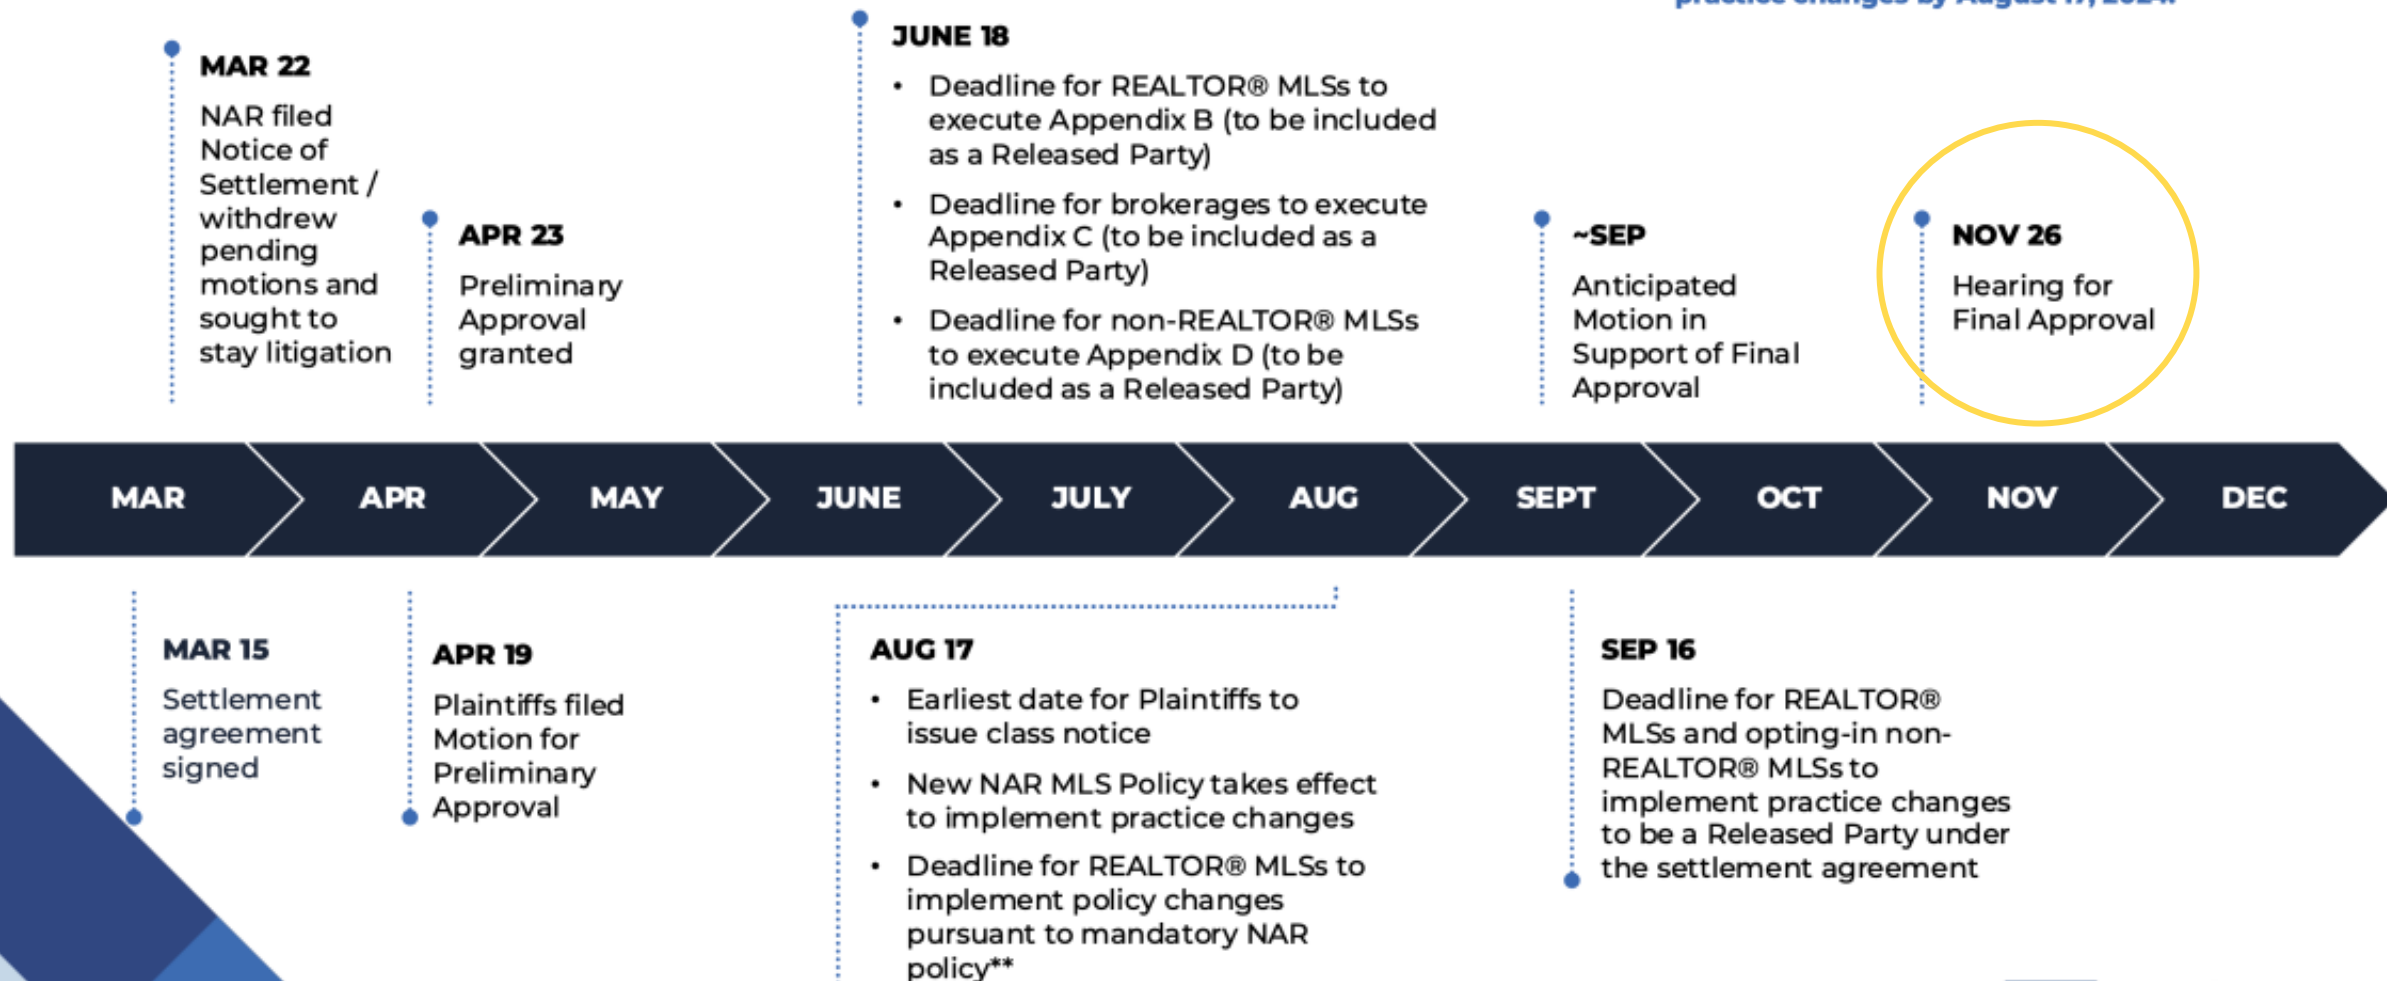 practice changes by August 17, 2024.
MAR 22
NAR filed
Notice of
Settlement /
withdrew
pending
motions and
sought to
stay litigation
APR 23
Preliminary
Approval
granted
JUNE 18
• Deadline for REALTOR® MLSs to
execute Appendix B (to be included
as a Released Party)
• Deadline for brokerages to execute
Appendix C (to be included as a
Released Party)
• Deadline for non-REALTOR® MLSs
to execute Appendix D (to be
included as a Released Party)
~SEP
Anticipated
Motion in
Support of Final
Approval
NOV 26
Hearing for
Final Approval
MAR
APR
MAY
JUNE
JULY
AUG
SEPT
OCT
NOV
DEC
MAR 15
Settlement
agreement
signed
APR 19
Plaintiffs filed
Motion for
Preliminary
Approval
AUG 17
• Earliest date for Plaintiffs to
issue class notice
• New NAR MLS Policy takes effect
to implement practice changes
• Deadline for REALTOR® MLSs to
implement policy changes
pursuant to mandatory NAR
policy**
SEP 16
Deadline for REALTOR®
MLSs and opting-in non-
REALTOR® MLSs to
implement practice changes
to be a Released Party under
the settlement agreement